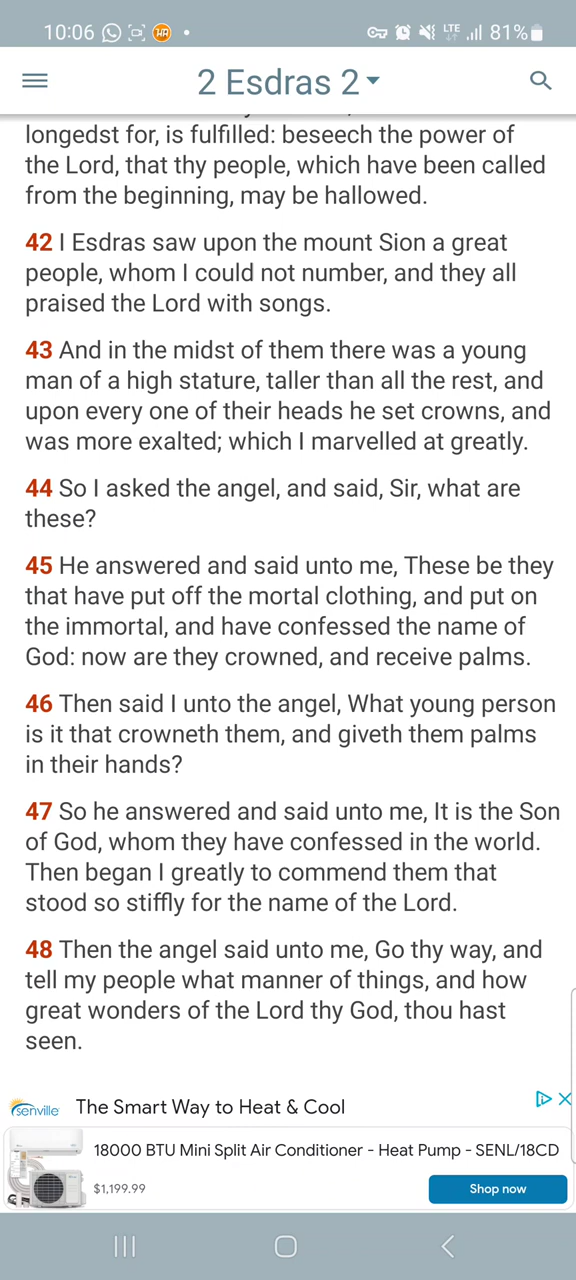 10:06
LTE
81%
2 Esdras 2
longedst for, is fulfilled: beseech the power of
the Lord, that thy people, which have been called
from the beginning, may be hallowed.
42 I Esdras saw upon the mount Sion a great
people, whom I could not number, and they all
praised the Lord with songs.
43 And in the midst of them there was a young
man of a high stature, taller than all the rest, and
upon every one of their heads he set crowns, and
was more exalted; which I marvelled at greatly.
44 So I asked the angel, and said, Sir, what are
these?
45 He answered and said unto me, These be they
that have put off the mortal clothing, and put on
the immortal, and have confessed the name of
God: now are they crowned, and receive palms.
46 Then said I unto the angel, What young person
is it that crowneth them, and giveth them palms
in their hands?
47 So he answered and said unto me, It is the Son
of God, whom they have confessed in the world.
Then began I greatly to commend them that
stood so stiffly for the name of the Lord.
48 Then the angel said unto me, Go thy way, and
tell my people what manner of things, and how
great wonders of the Lord thy God, thou hast
seen.
senville The Smart Way to Heat & Cool
18000 BTU Mini Split Air Conditioner - Heat Pump - SENL/18CD
$1,199.99
Shop now